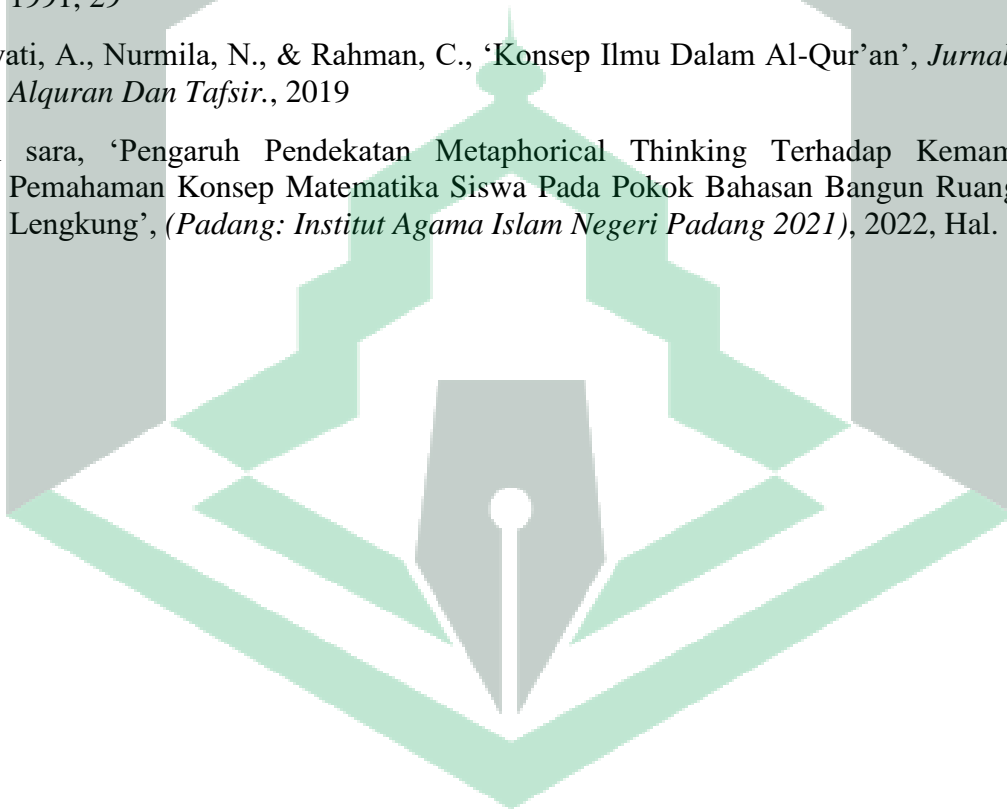 1991, 29
yati, A., Nurmila, N., & Rahman, C., ‘Konsep Ilmu Dalam Al-Qur’an’, Jurnal
Alquran Dan Tafsir., 2019
sara, ‘Pengaruh Pendekatan Metaphorical Thinking Terhadap Kemam
Pemahaman Konsep Matematika Siswa Pada Pokok Bahasan Bangun Ruang
Lengkung’, (Padang: Institut Agama Islam Negeri Padang 2021), 2022, Hal.